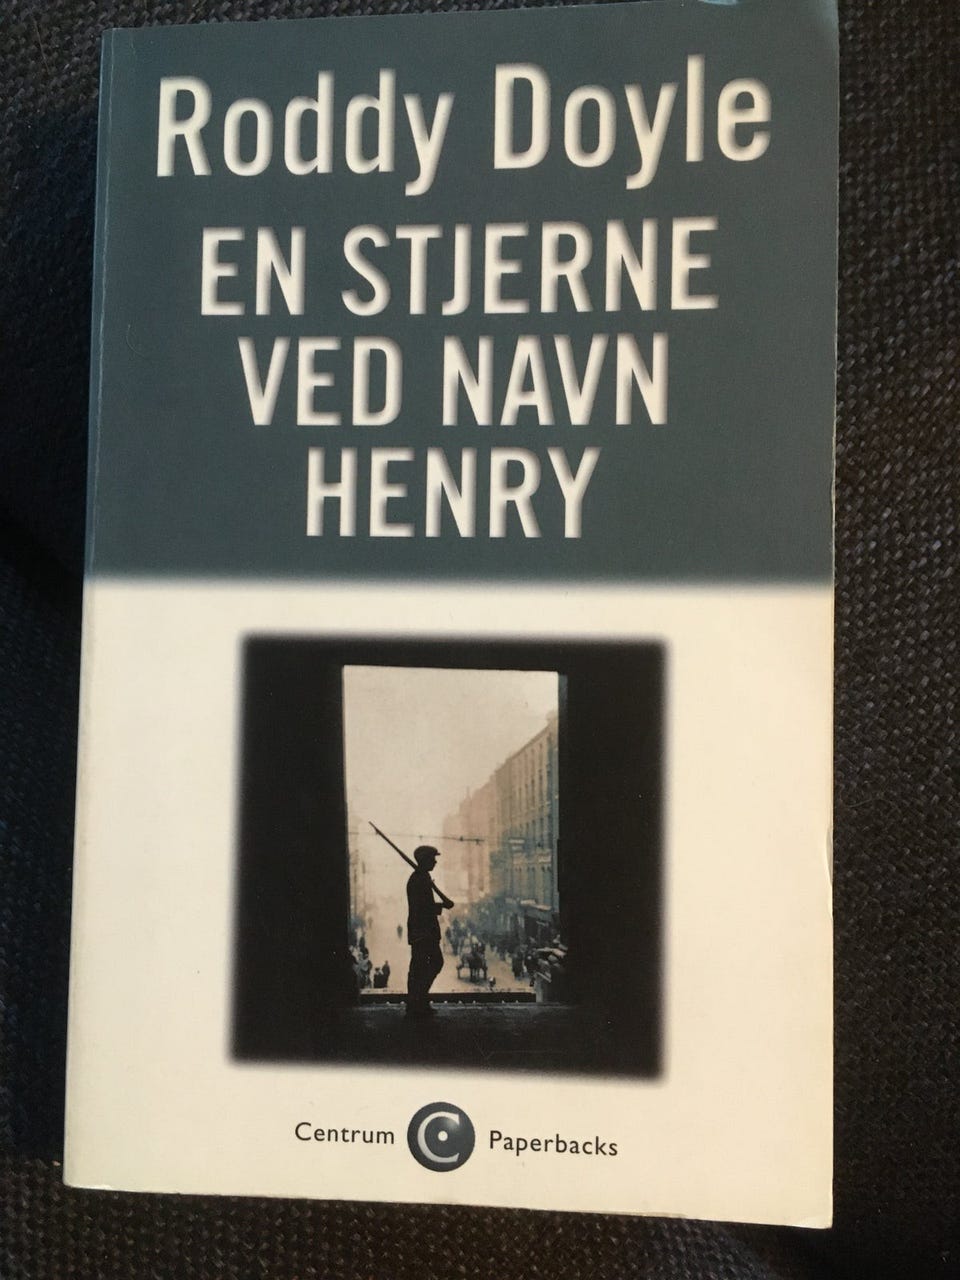 Roddy Doyle
EN STJERNE
VED NAVN
HENRY
Centrum C Paperbacks